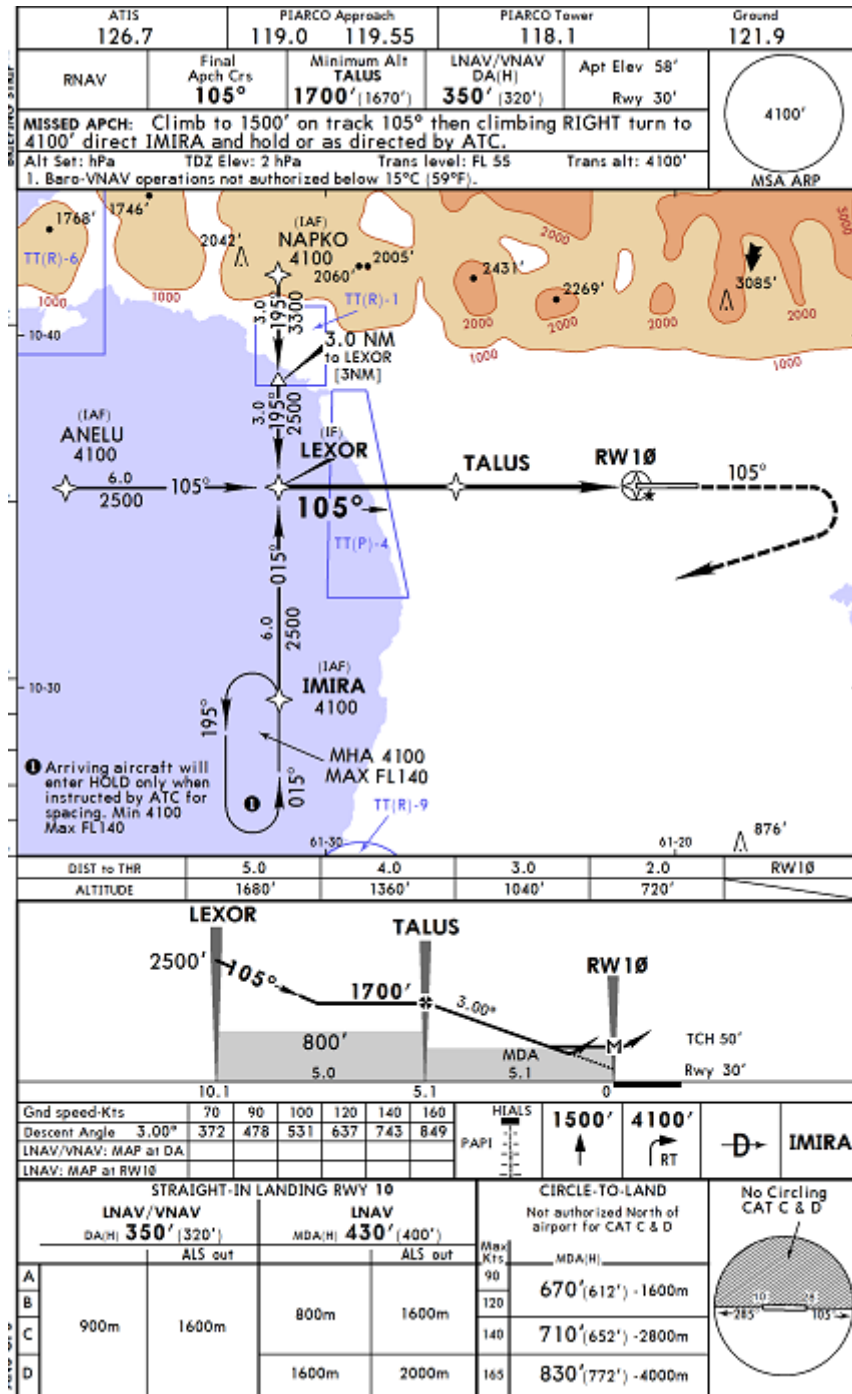 ATIS PIARCO Approach PIARCO Tower Ground
126.7 119.0 119.55 118.1 121.9
RNAV
Final Apch Crs 105°
Minimum Alt TALUS 1700' (1670')
LNAV/VNAV DA(H) 350' (320')
Apt Elev 58'
Rwy 30'
4100'
MSA ARP
MISSED APCH: Climb to 1500' on track 105° then climbing RIGHT turn to
4100' direct IMIRA and hold or as directed by ATC.
Alt Set: hPa TDZ Elev: 2 hPa Trans level: FL 55 Trans alt: 4100'
1. Baro-VNAV operations not authorized below 15°C (59°F).
1768'
1746'
TT(R)-6
1000
1000
2042'
(IAF)
NAPKO
4100
2060'
2005'
2431'
2269'
3085'
2000
2000
2000
2000
2000
5000
1000
1000
TT(R)-1
10-40
3.0
195°
3300
3.0 NM
to LEXOR
[3NM]
3.0
195°
2500
(IAF)
ANELU
4100
6.0
2500
105°
(IF)
LEXOR
105°
TALUS
RW10
105°
TT(P)-4
015°
6.0
2500
10-30
(IAF)
IMIRA
4100
195°
015°
MHA 4100
MAX FL140
1 Arriving aircraft will
enter HOLD only when
instructed by ATC for
spacing. Min 4100
Max FL140
1
TT(R)-9
61-30
61-20
876'
DIST to THR 5.0 4.0 3.0 2.0 RW10
ALTITUDE 1680' 1360' 1040' 720'
LEXOR
TALUS
RW10
2500'
105°
1700'
3.00°
800'
MDA
M
TCH 50'
Rwy 30'
5.0 5.1
10.1 5.1 0
Gnd speed-Kts 70 90 100 120 140 160
Descent Angle 3.00° 372 478 531 637 743 849
LNAV/VNAV: MAP at DA
LNAV: MAP at RW10
HIALS
PAPI
1500'
4100'
RT
D
IMIRA
STRAIGHT-IN LANDING RWY 10
LNAV/VNAV LNAV
DA(H) 350' (320') MDA(H) 430' (400')
ALS out ALS out
A
B
C
D
900m 1600m 800m 1600m
1600m 2000m
CIRCLE-TO-LAND
Not authorized North of
airport for CAT C & D
Max Kts MDA(H)
90
120
670' (612') -1600m
140 710' (652') -2800m
165 830' (772') -4000m
No Circling
CAT C & D
10 28
285° 105°